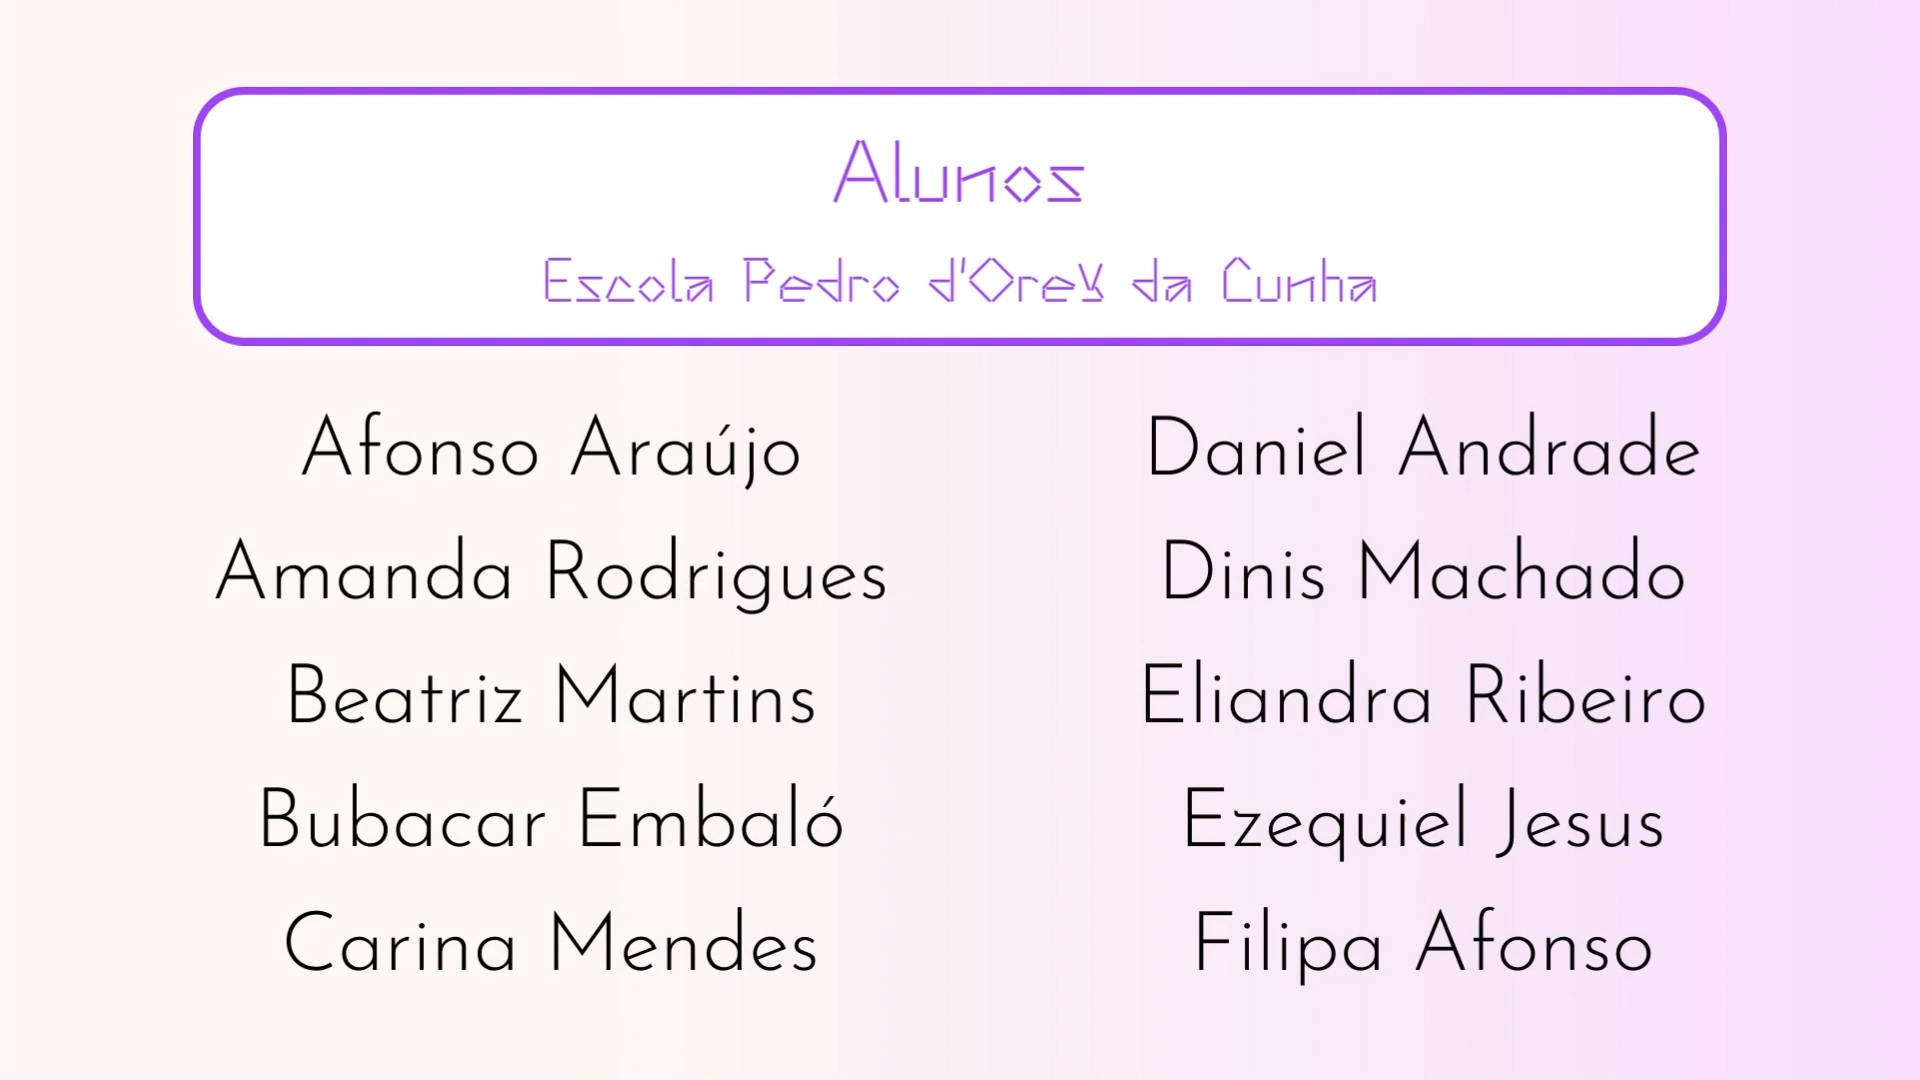 Alunos
Escola Pedro d'Orey da Cunha
Afonso Araújo
Amanda Rodrigues
Beatriz Martins
Bubacar Embaló
Carina Mendes
Daniel Andrade
Dinis Machado
Eliandra Ribeiro
Ezequiel Jesus
Filipa Afonso